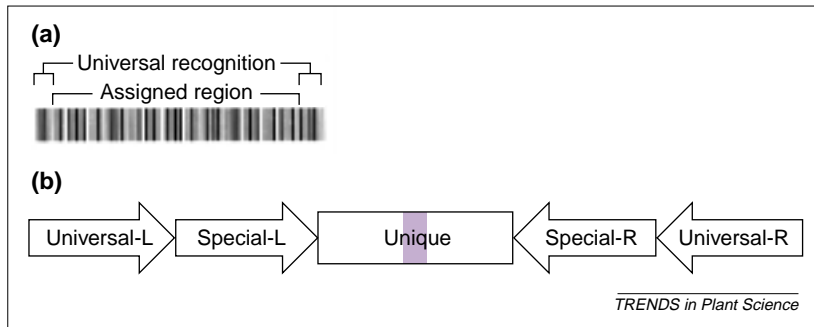 (a)
Universal recognition
Assigned region
(b)
Universal-L Special-L Unique Special-R Universal-R
TRENDS in Plant Science